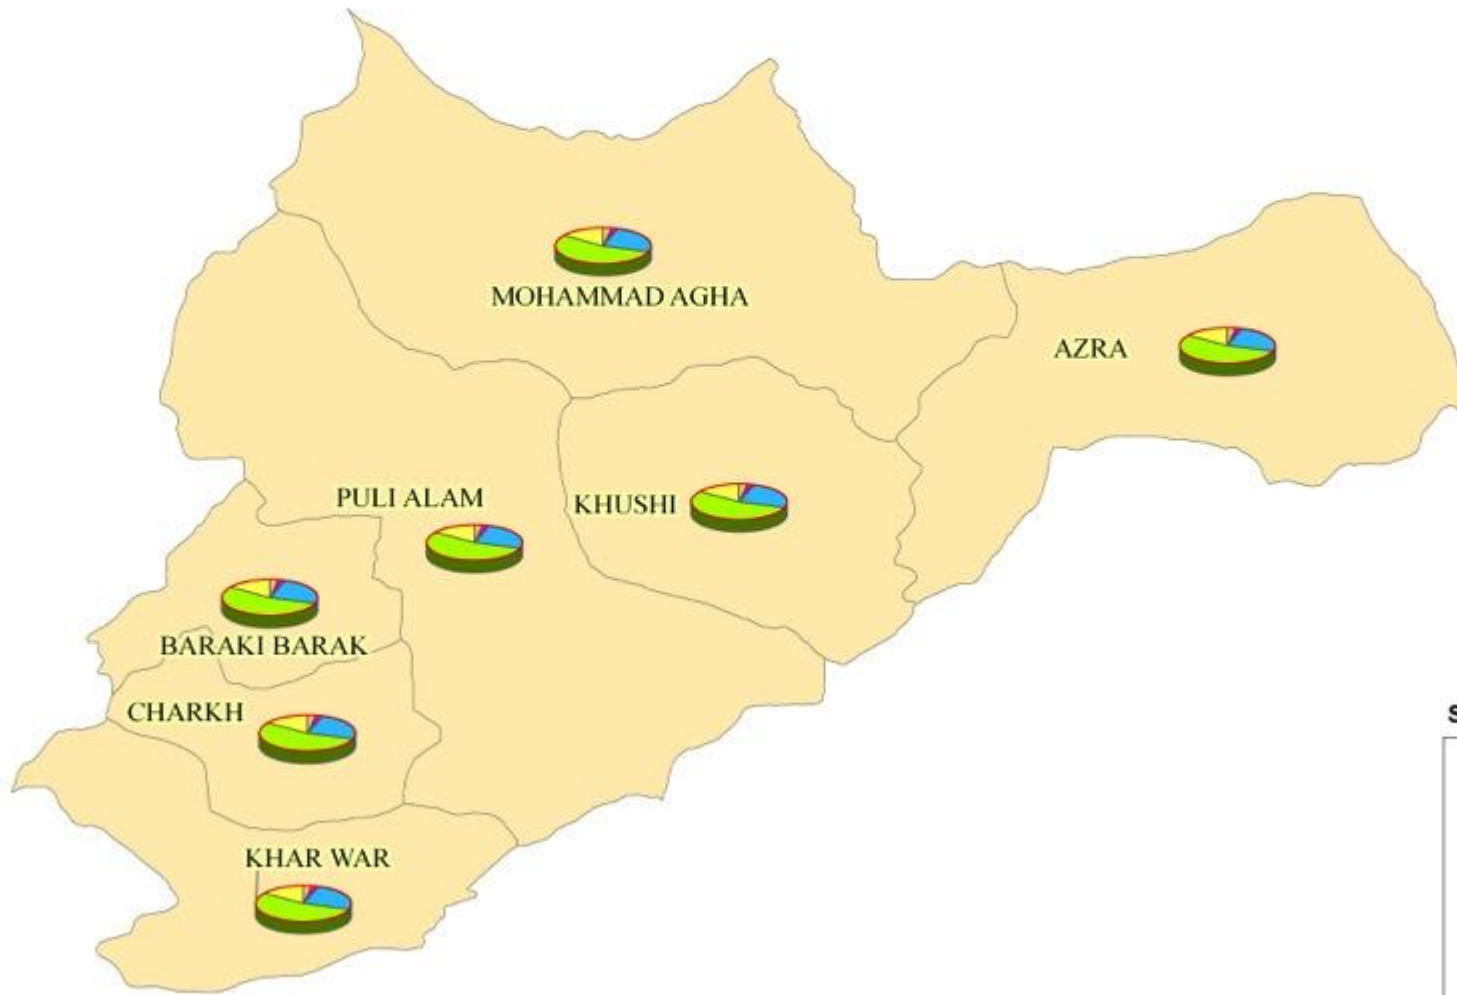 MOHAMMAD AGHA
AZRA
PULI ALAM
KHUSHI
BARAKI BARAK
CHARKH
KHAR WAR